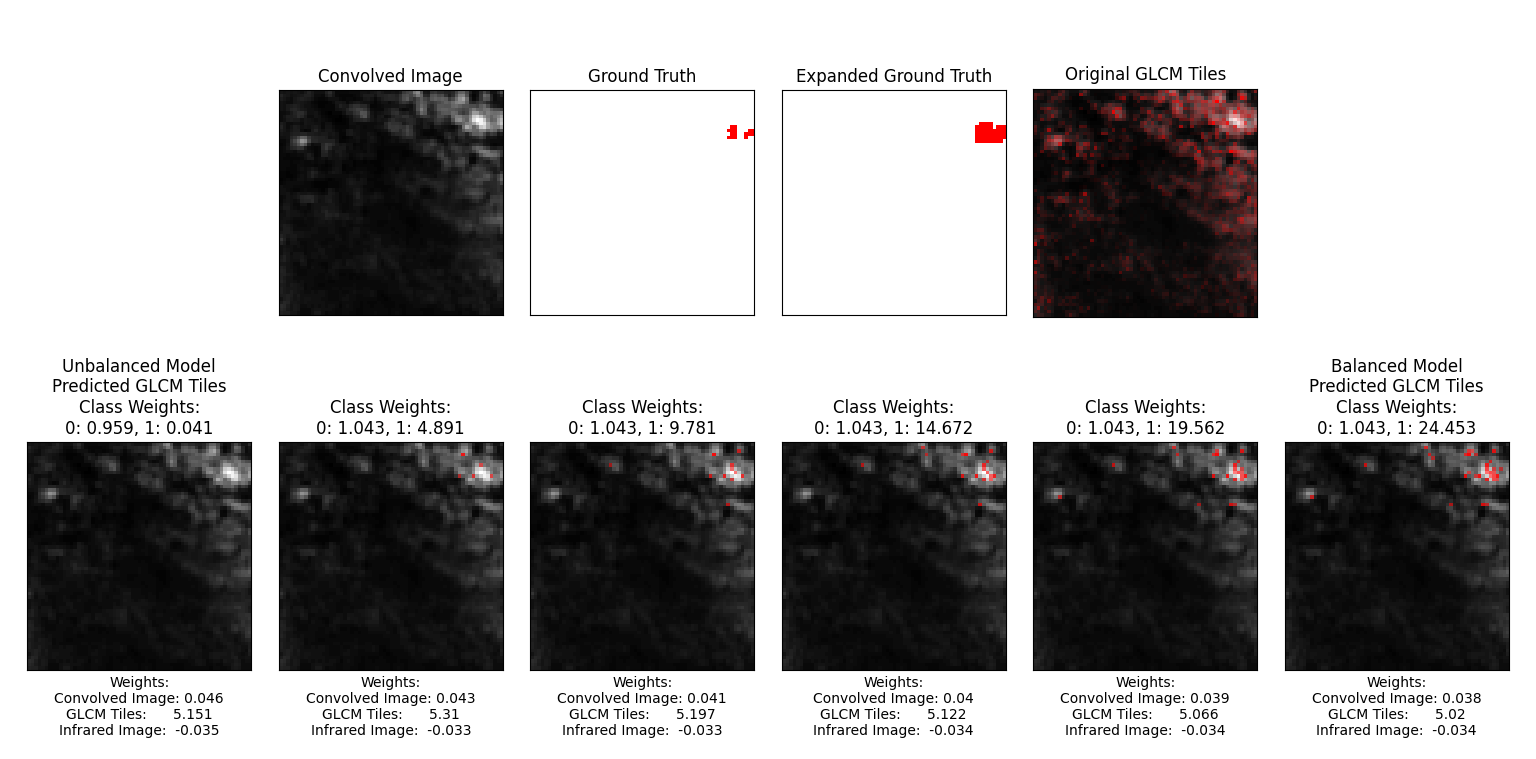 Convolved Image
Ground Truth
Expanded Ground Truth
Original GLCM Tiles
Unbalanced Model
Predicted GLCM Tiles
Class Weights:
0: 0.959, 1: 0.041
Class Weights:
0: 1.043, 1: 4.891
Class Weights:
0: 1.043, 1: 9.781
Class Weights:
0: 1.043, 1: 14.672
Class Weights:
0: 1.043, 1: 19.562
Balanced Model
Predicted GLCM Tiles
Class Weights:
0: 1.043, 1: 24.453
Weights:
Convolved Image: 0.046
GLCM Tiles: 5.151
Infrared Image: -0.035
Weights:
Convolved Image: 0.043
GLCM Tiles: 5.31
Infrared Image: -0.033
Weights:
Convolved Image: 0.041
GLCM Tiles: 5.197
Infrared Image: -0.033
Weights:
Convolved Image: 0.04
GLCM Tiles: 5.122
Infrared Image: -0.034
Weights:
Convolved Image: 0.039
GLCM Tiles: 5.066
Infrared Image: -0.034
Weights:
Convolved Image: 0.038
GLCM Tiles: 5.02
Infrared Image: -0.034